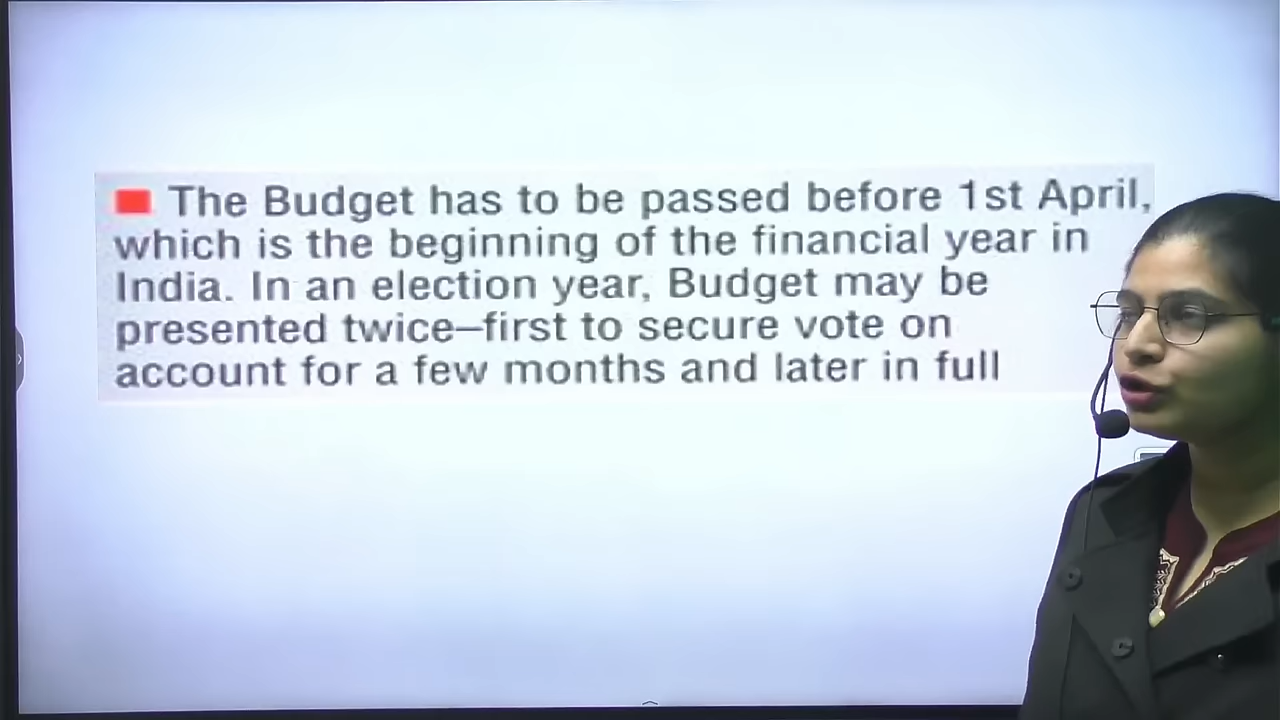 The Budget has to be passed before 1st April,
which is the beginning of the financial year in
India. In an election year, Budget may be
presented twice–first to secure vote on
account for a few months and later in full